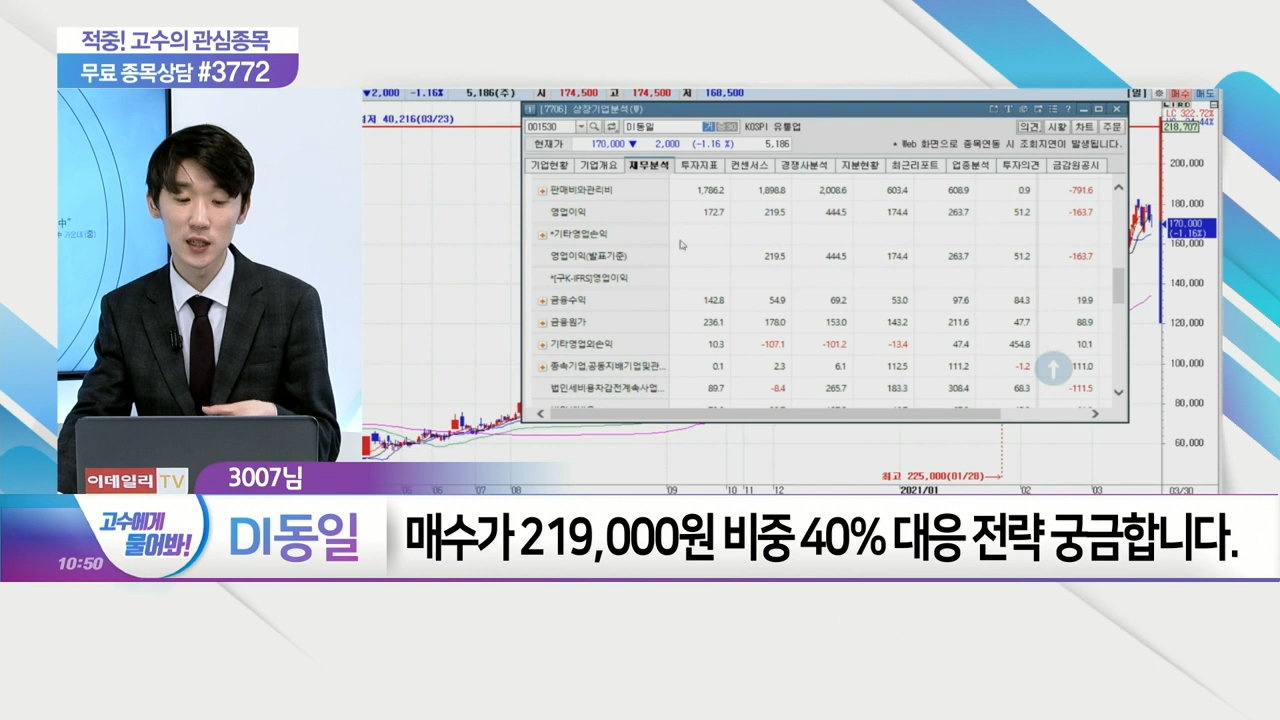 적중! 고수의 관심종목
무료 종목상담 #3772
▼2,000 -1.16% 5,186(주) 시 174,500 고 174,500 저 168,500
[일] 매수 매도
최저 40,216(03/23)
LC 322.72%
218,707
[7706] 상장기업분석(부)
001530 DI동일 KOSPI 유통업 의견 시황 차트 주문
현재가 170,000 ▼ 2,000 (-1.16 %) 5,186 * Web 화면으로 종목연동 시 조회지연이 발생됩니다.
기업현황 기업개요 재무분석 투자지표 컨센서스 경쟁사분석 지분현황 최근리포트 업종분석 투자의견 금감원공시
판매비와관리비 1,786.2 1,898.8 2,008.6 603.4 608.9 0.9 -791.6
영업이익 172.7 219.5 444.5 174.4 263.7 51.2 -163.7
*기타영업손익
영업이익(발표기준) 219.5 444.5 174.4 263.7 51.2 -163.7
*[구K-IFRS]영업이익
금융수익 142.8 54.9 69.2 53.0 97.6 84.3 19.9
금융원가 236.1 178.0 153.0 143.2 211.6 47.7 88.9
기타영업외손익 10.3 -107.1 -101.2 -13.4 47.4 454.8 10.1
종속기업,공동지배기업및관... 0.1 2.3 6.1 112.5 111.2 -1.2 111.0
법인세비용차감전계속사업... 89.7 -8.4 265.7 183.3 308.4 68.3 -111.5
200,000
180,000
170,000
(-1.16 %)
160,000
140,000
120,000
100,000
80,000
60,000
최고 225,000(01/28)
05 06 07 08 09 10 11 12 2021/01 02 03 03/30
中"
이데일리 TV
3007님
고수에게
물어봐!
10:50
DI동일
매수가 219,000원 비중 40% 대응 전략 궁금합니다.